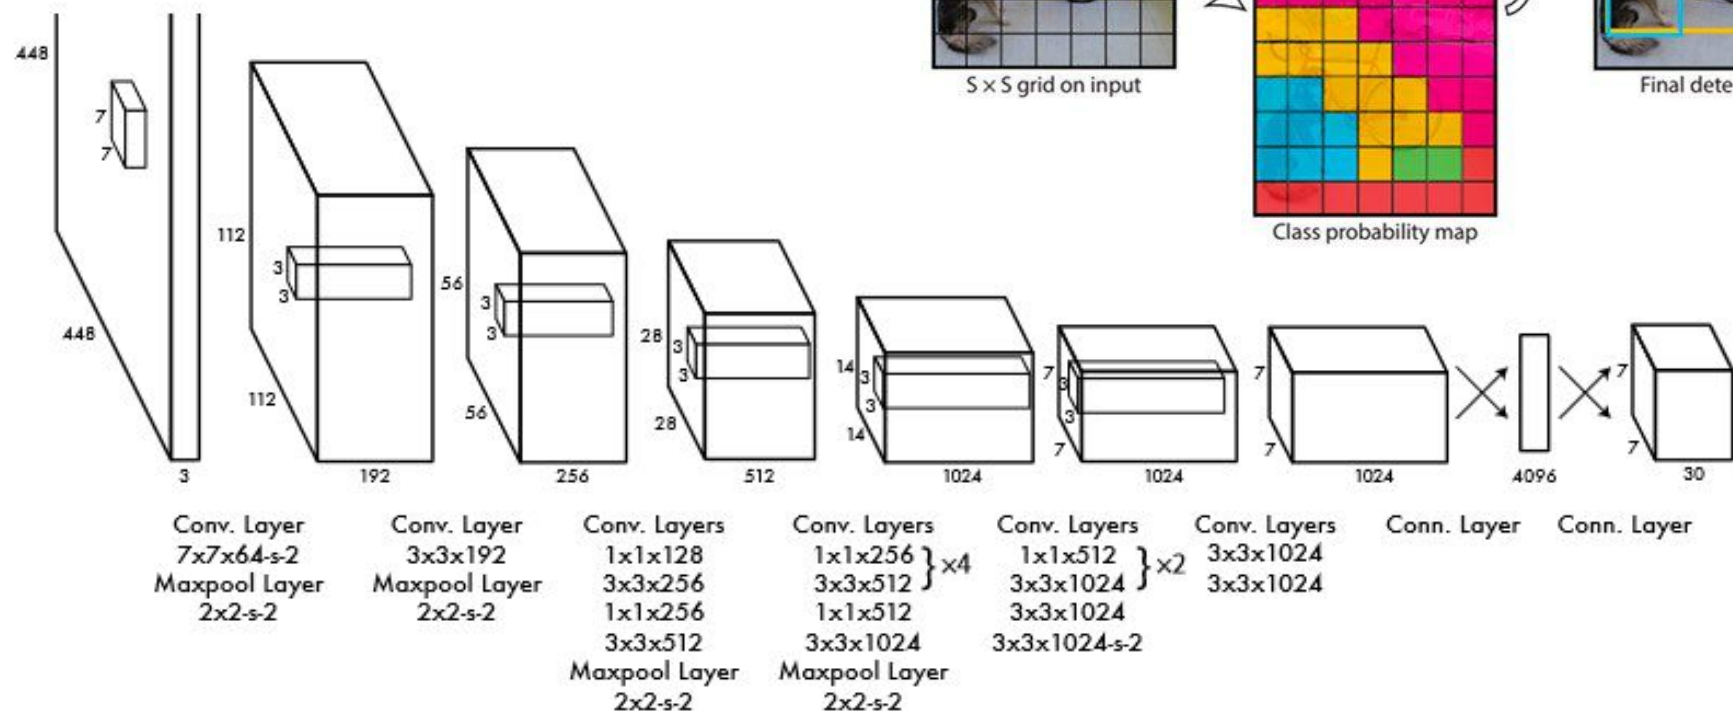 S × S grid on input
Class probability map
Final dete
448
7
7
448
3
112
3
3
112
192
56
3
3
56
256
28
3
3
28
512
14
3
3
14
1024
7
3
3
7
1024
7
7
1024
4096
7
7
30
Conv. Layer
7x7x64-s-2
Maxpool Layer
2x2-s-2
Conv. Layer
3x3x192
Maxpool Layer
2x2-s-2
Conv. Layers
1x1x128
3x3x256
1x1x256
3x3x512
Maxpool Layer
2x2-s-2
Conv. Layers
1x1x256
3x3x512 } ×4
1x1x512
3x3x1024
Maxpool Layer
2x2-s-2
Conv. Layers
1x1x512
3x3x1024 } ×2
3x3x1024
3x3x1024-s-2
Conv. Layers
3x3x1024
3x3x1024
Conn. Layer
Conn. Layer